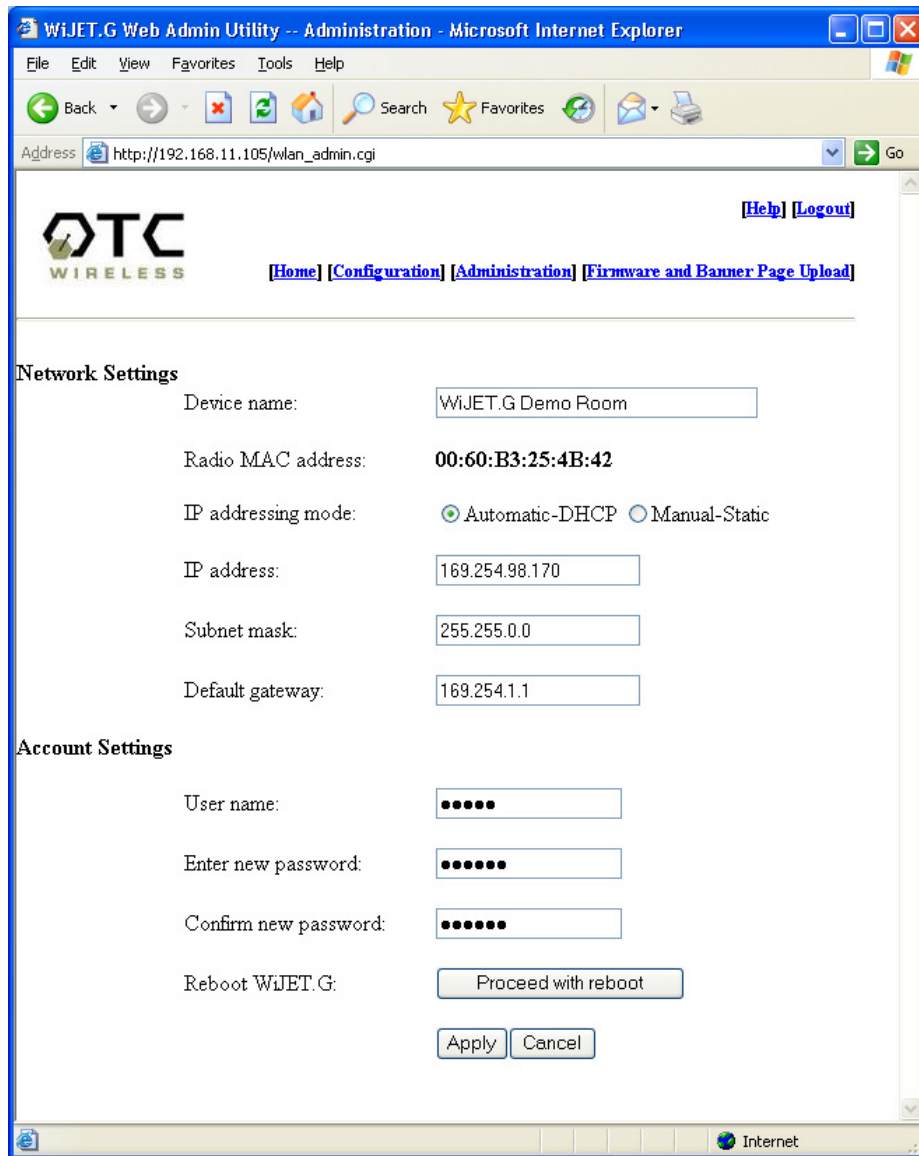 WiJET.G Web Admin Utility -- Administration - Microsoft Internet Explorer
File Edit View Favorites Tools Help
Back Search Favorites
Address http://192.168.11.105/wlan_admin.cgi Go
[Help] [Logout]
OTC
WIRELESS
[Home] [Configuration] [Administration] [Firmware and Banner Page Upload]
Network Settings
Device name: WiJET.G Demo Room
Radio MAC address: 00:60:B3:25:4B:42
IP addressing mode: Automatic-DHCP Manual-Static
IP address: 169.254.98.170
Subnet mask: 255.255.0.0
Default gateway: 169.254.1.1
Account Settings
User name: •••••
Enter new password: ••••••
Confirm new password: ••••••
Reboot WiJET.G: Proceed with reboot
Apply Cancel
Internet